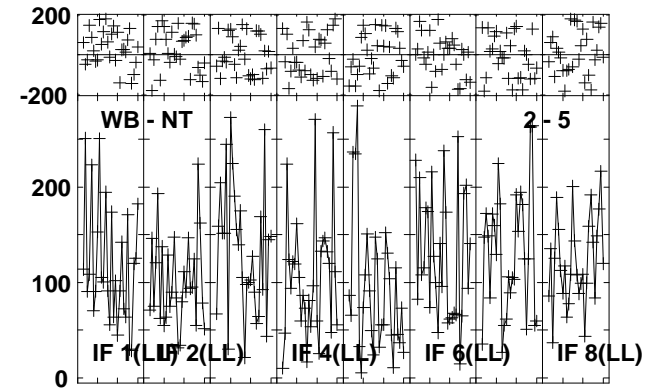 200
-200
WB - NT 2 - 5
200
100
IF 1(LL) IF 2(LL) IF 4(LL) IF 6(LL) IF 8(LL)
0